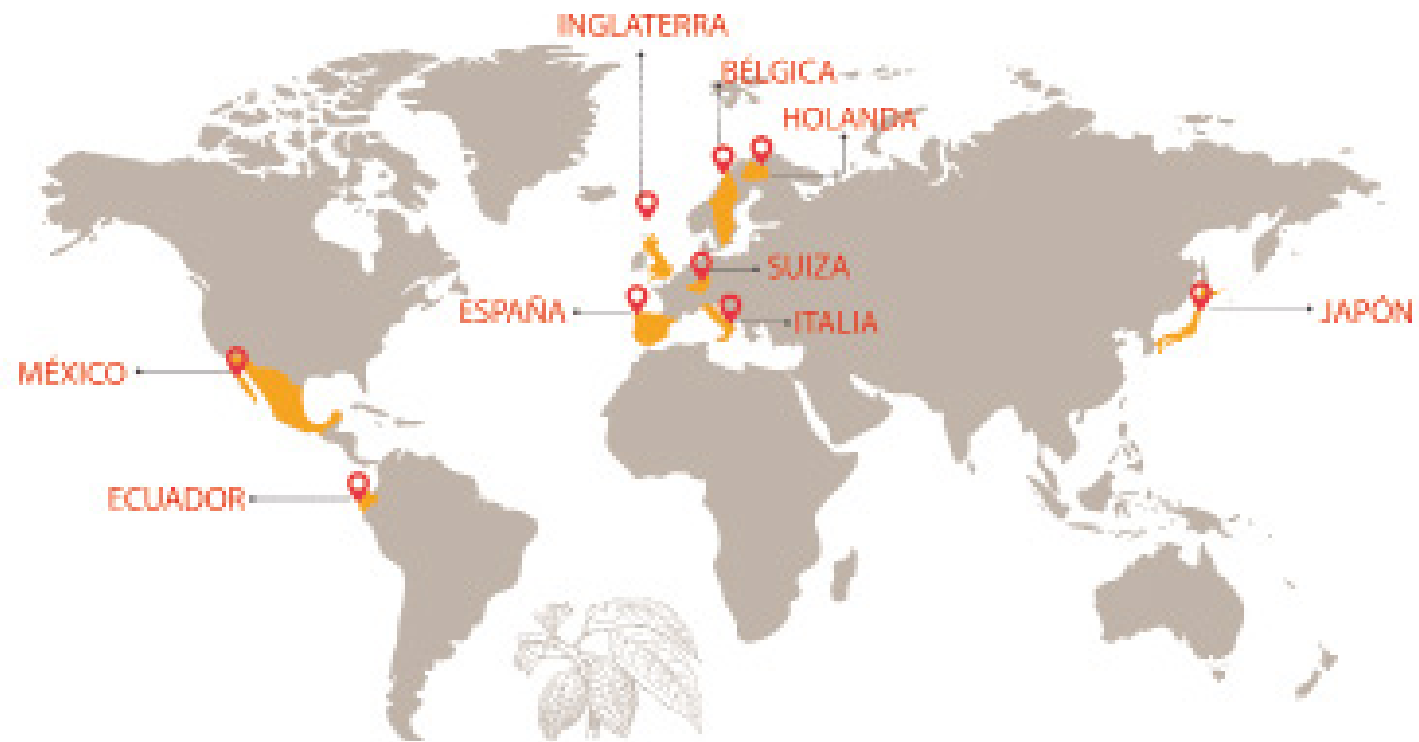 INGLATERRA
BÉLGICA
HOLANDA
SUIZA
ESPAÑA
ITALIA
JAPÓN
MÉXICO
ECUADOR